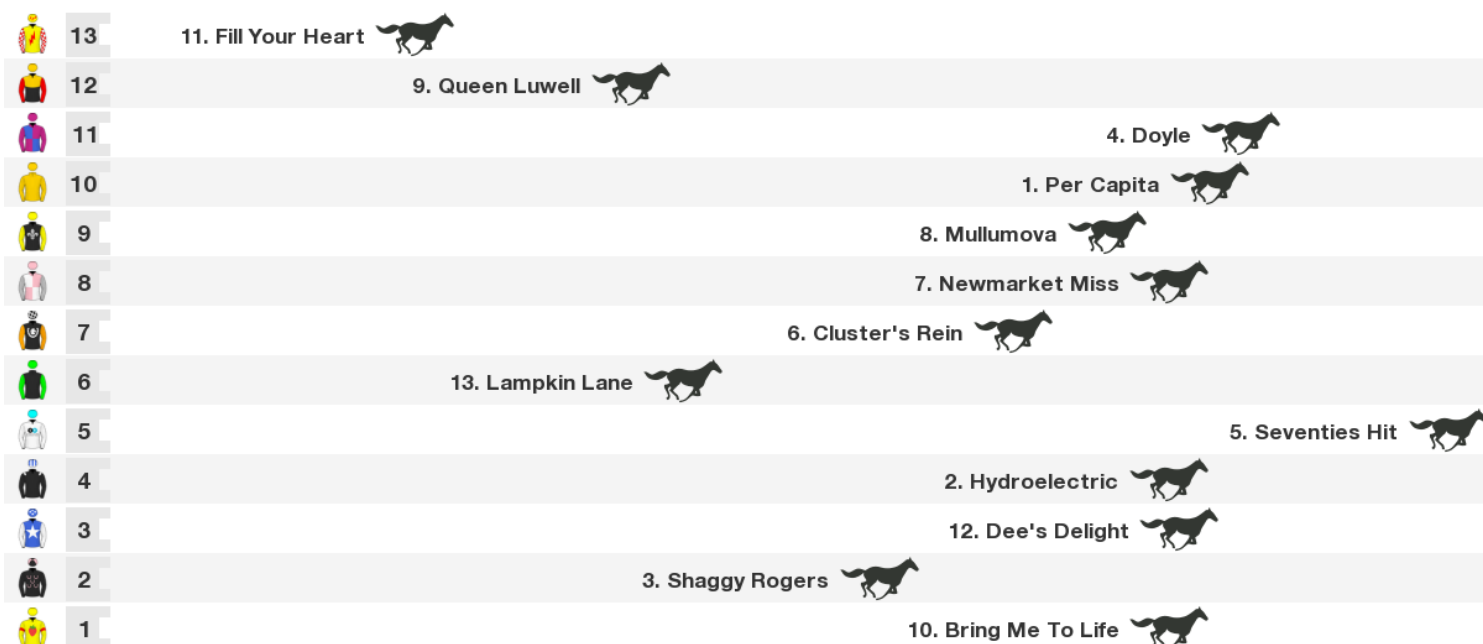 13 11. Fill Your Heart
12 9. Queen Luwell
11 4. Doyle
10 1. Per Capita
9 8. Mullumova
8 7. Newmarket Miss
7 6. Cluster's Rein
6 13. Lampkin Lane
5 5. Seventies Hit
4 2. Hydroelectric
3 12. Dee's Delight
2 3. Shaggy Rogers
1 10. Bring Me To Life